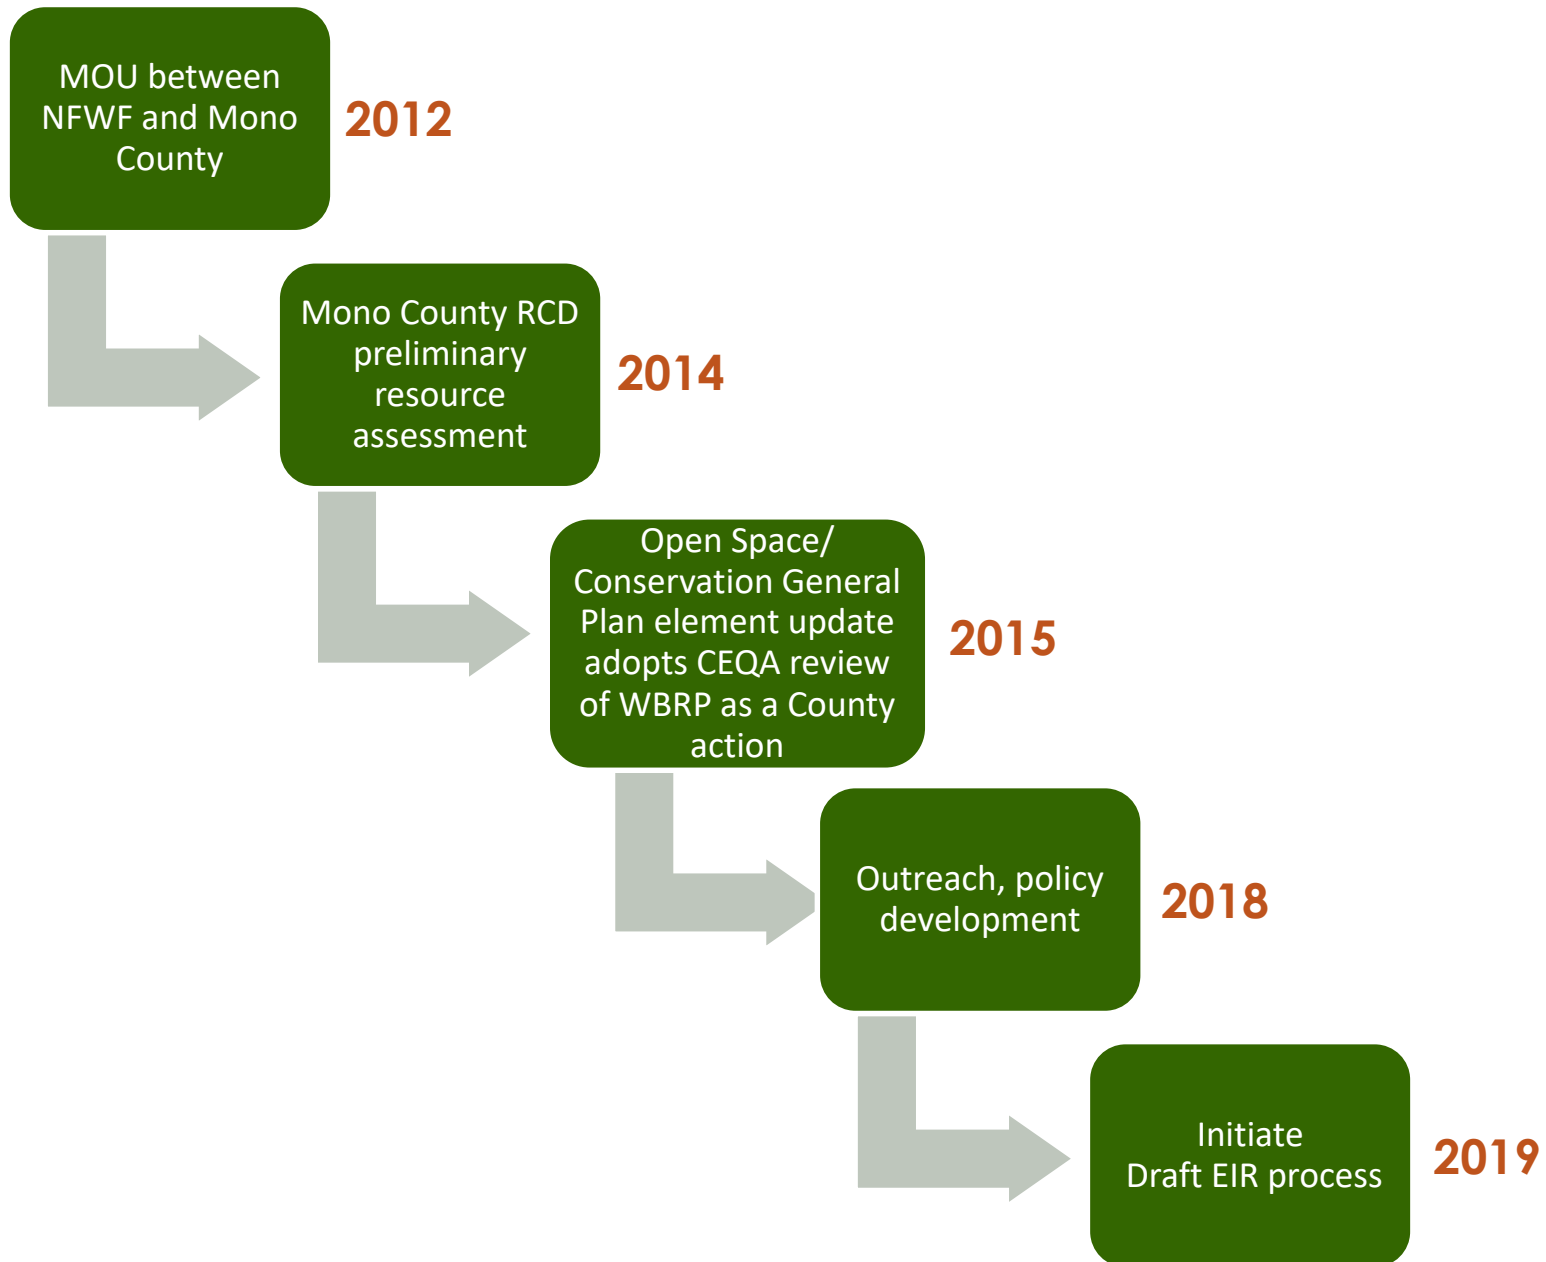 MOU between
NFWF and Mono
County
2012
Mono County RCD
preliminary
resource
assessment
2014
Open Space/
Conservation General
Plan element update
adopts CEQA review
of WBRP as a County
action
2015
Outreach, policy
development
2018
Initiate
Draft EIR process
2019